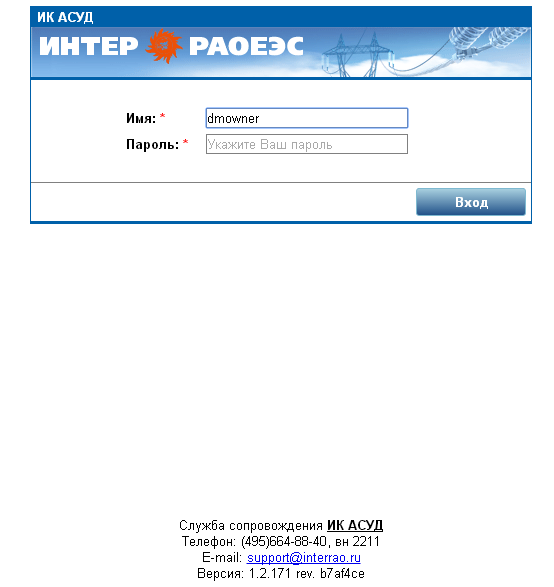 ИК АСУД
ИНТЕР РАОЕЭС
Имя: * dmowner
Пароль: * Укажите Ваш пароль
Вход
Служба сопровождения ИК АСУД
Телефон: (495)664-88-40, вн 2211
E-mail: support@interrao.ru
Версия: 1.2.171 rev. b7af4ce